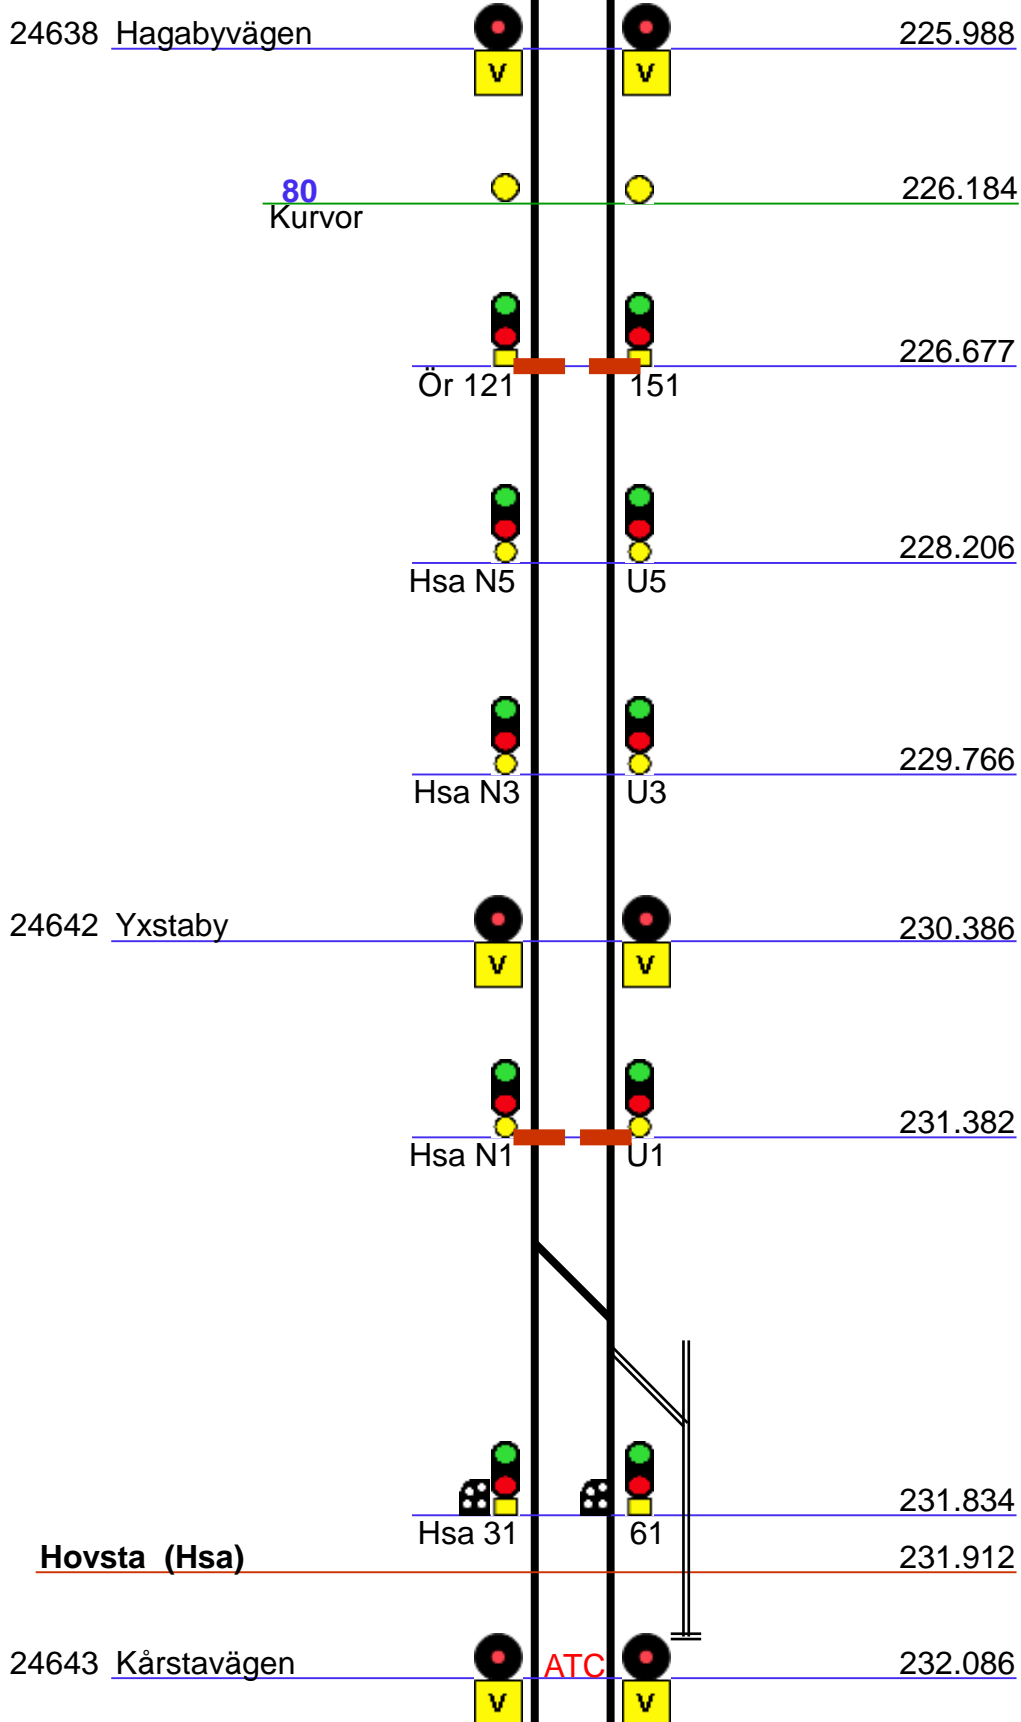 24638 Hagabyvägen 225.988
V V
80 226.184
Kurvor
226.677
Ör 121 151
228.206
Hsa N5 U5
229.766
Hsa N3 U3
24642 Yxstaby 230.386
V V
231.382
Hsa N1 U1
231.834
Hsa 31 61
Hovsta (Hsa) 231.912
24643 Kårstavägen ATC 232.086
V V